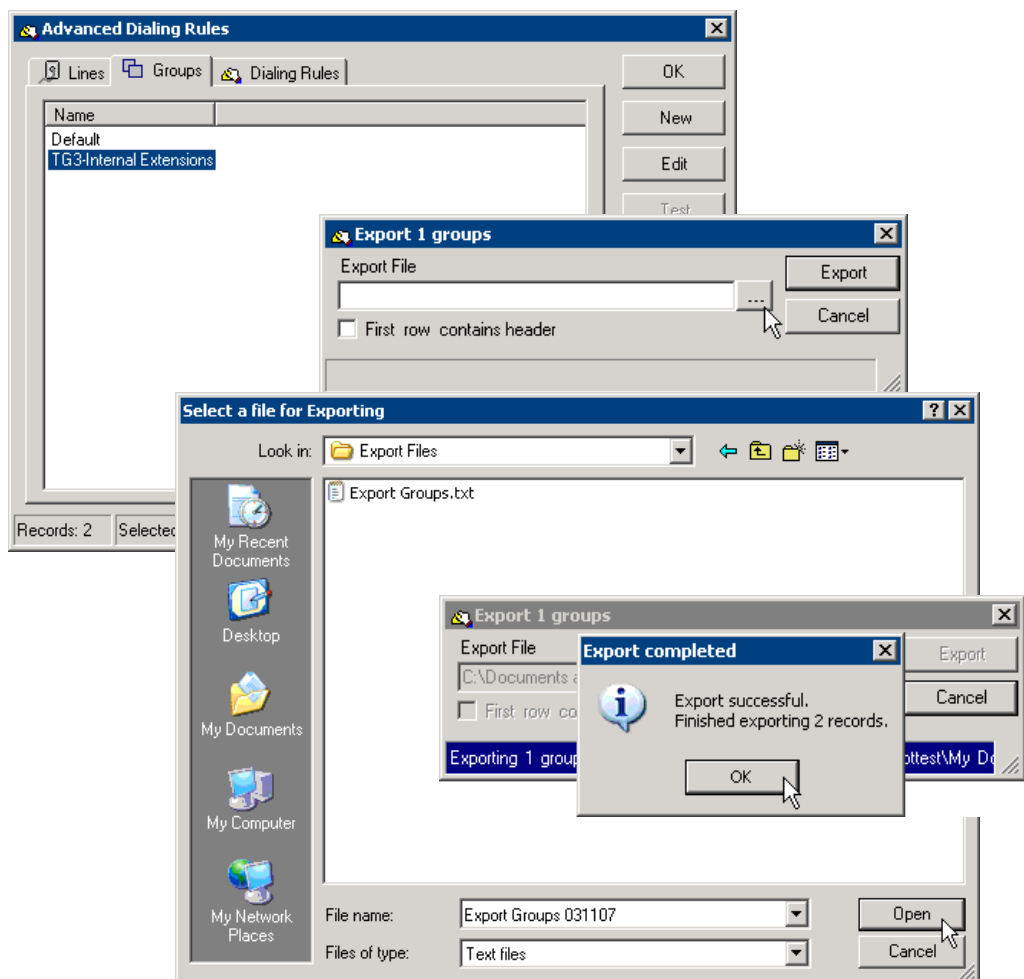 Advanced Dialing Rules
Lines
Groups
Dialing Rules
OK
Name
New
Default
TG3-Internal Extensions
Edit
Test
Export 1 groups
Export File
Export
...
Cancel
First row contains header
Select a file for Exporting
Look in:
Export Files
Export Groups.txt
Records: 2
Selected
My Recent
Documents
Desktop
My Documents
My Computer
My Network
Places
Export 1 groups
Export File
Export
C:\Documents a
Cancel
First row co
Exporting 1 group
ottest\My Do
Export completed
Export successful.
Finished exporting 2 records.
OK
File name:
Export Groups 031107
Open
Files of type:
Text files
Cancel